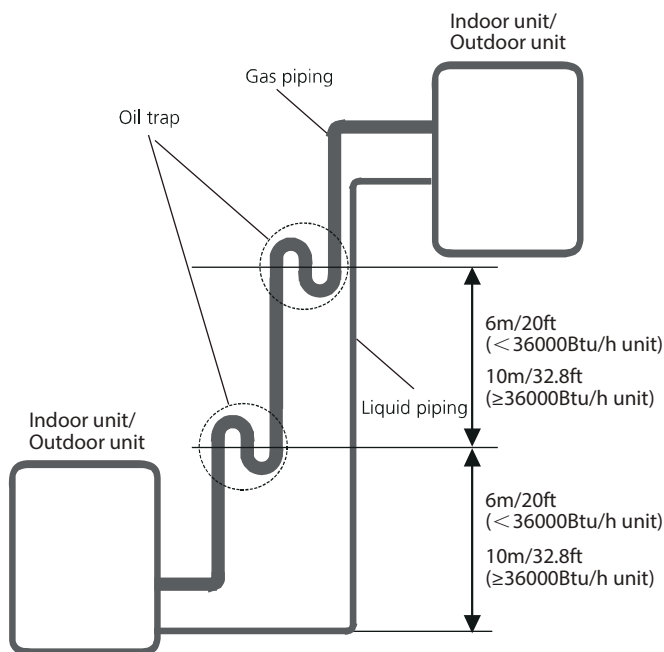 Indoor unit/
Outdoor unit
Gas piping
Oil trap
6m/20ft
(<36000Btu/h unit)
10m/32.8ft
(≥36000Btu/h unit)
Liquid piping
Indoor unit/
Outdoor unit
6m/20ft
(<36000Btu/h unit)
10m/32.8ft
(≥36000Btu/h unit)